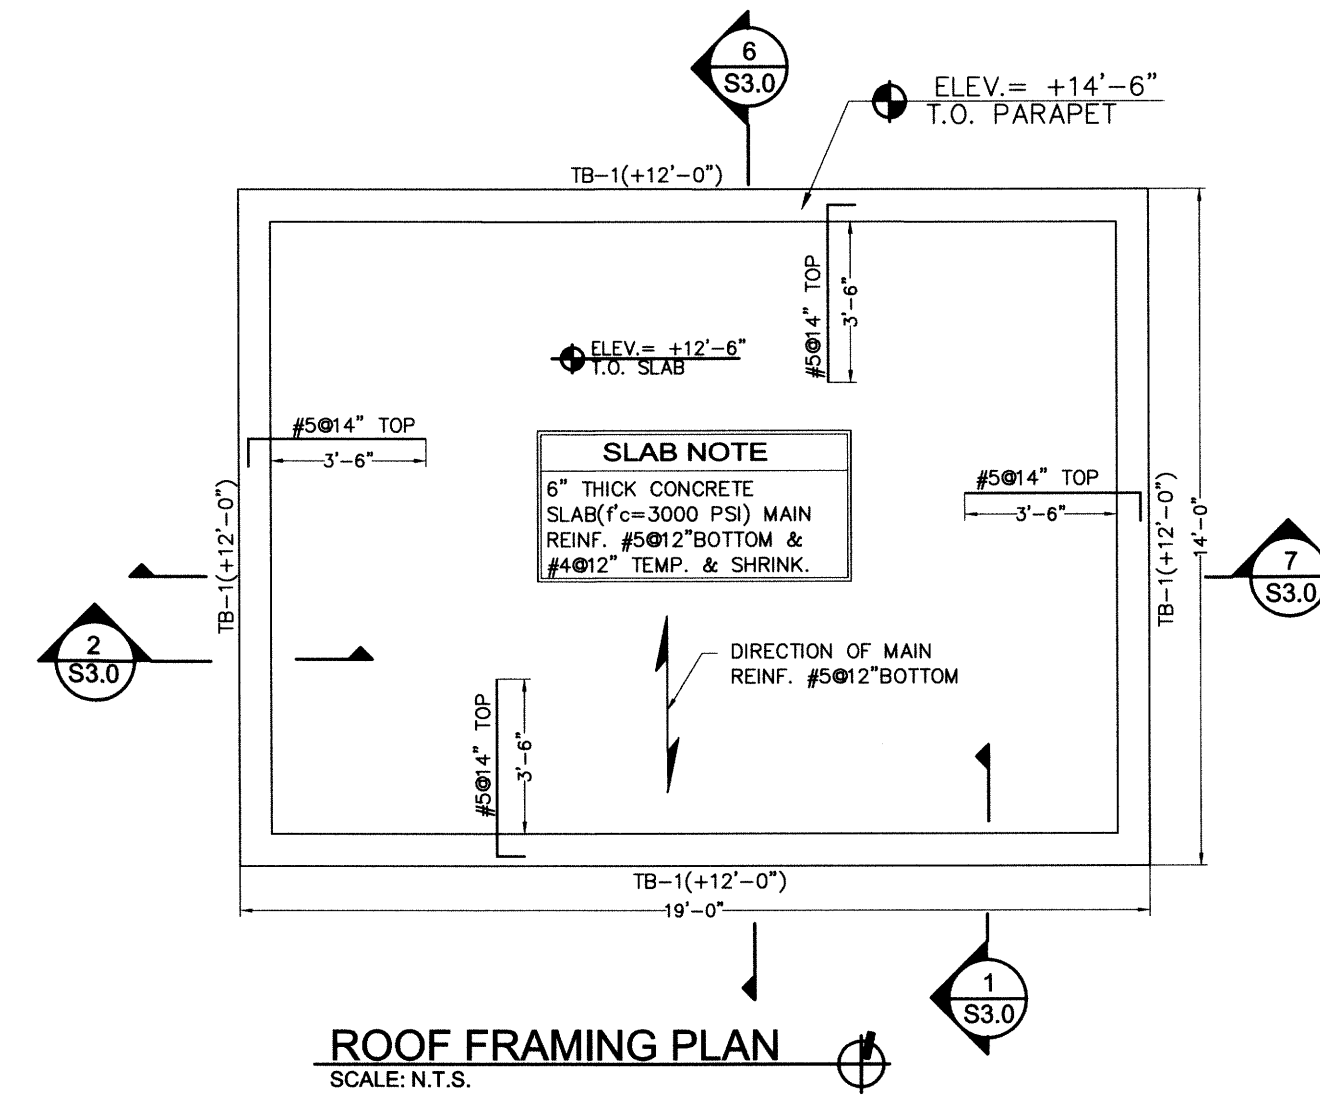 6
S3.0
ELEV.= +14'-6"
T.O. PARAPET
TB-1(+12'-0")
#5@14" TOP
3'-6"
ELEV.= +12'-6"
T.O. SLAB
#5@14" TOP
3'-6"
SLAB NOTE
6" THICK CONCRETE
SLAB(f'c=3000 PSI) MAIN
REINF. #5@12"BOTTOM &
#4@12" TEMP. & SHRINK.
#5@14" TOP
3'-6"
TB-1(+12'-0")
TB-1(+12'-0")
14'-0"
7
S3.0
2
S3.0
DIRECTION OF MAIN
REINF. #5@12"BOTTOM
#5@14" TOP
3'-6"
TB-1(+12'-0")
19'-0"
1
S3.0
ROOF FRAMING PLAN
SCALE: N.T.S.